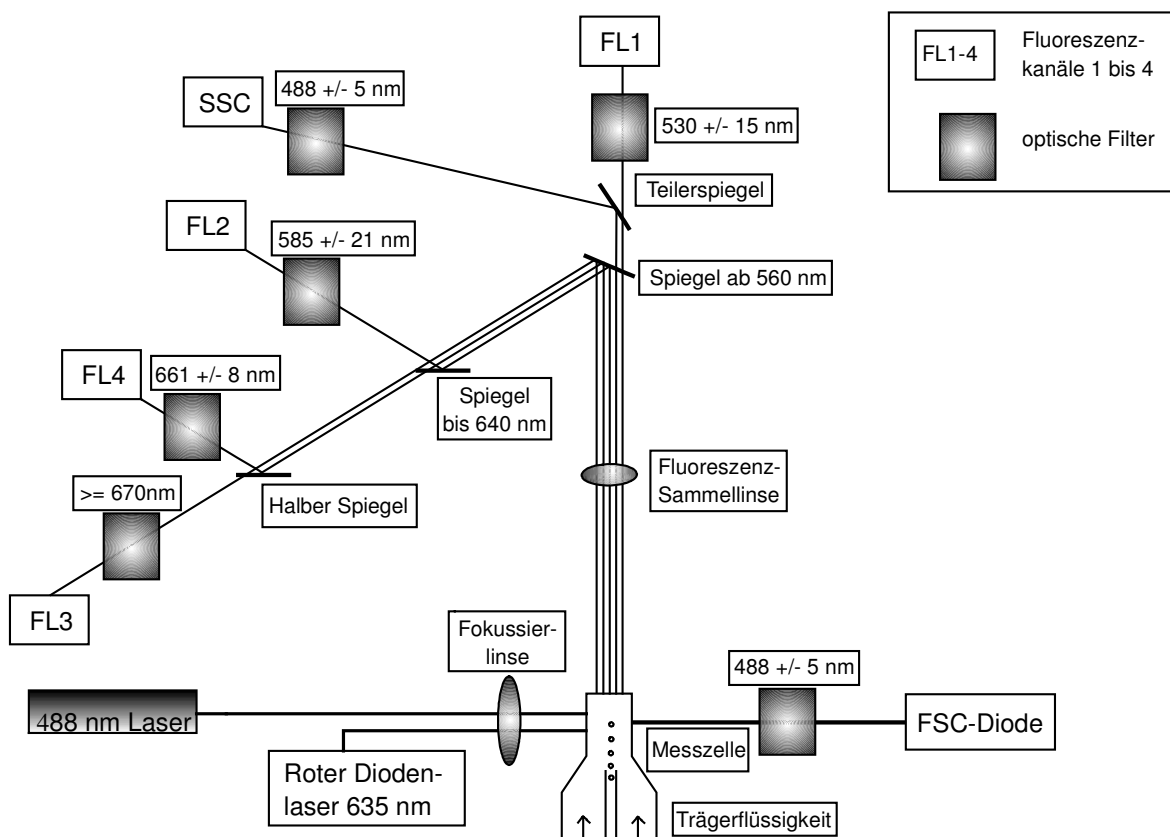 FL1
FL1-4
Fluoreszenz-
kanäle 1 bis 4
optische Filter
SSC
488 +/- 5 nm
530 +/- 15 nm
Teilerspiegel
FL2
585 +/- 21 nm
Spiegel ab 560 nm
FL4
661 +/- 8 nm
Spiegel
bis 640 nm
>= 670nm
Halber Spiegel
Fluoreszenz-
Sammellinse
FL3
Fokussier-
linse
488 +/- 5 nm
488 nm Laser
FSC-Diode
Messzelle
Roter Dioden-
laser 635 nm
Trägerflüssigkeit